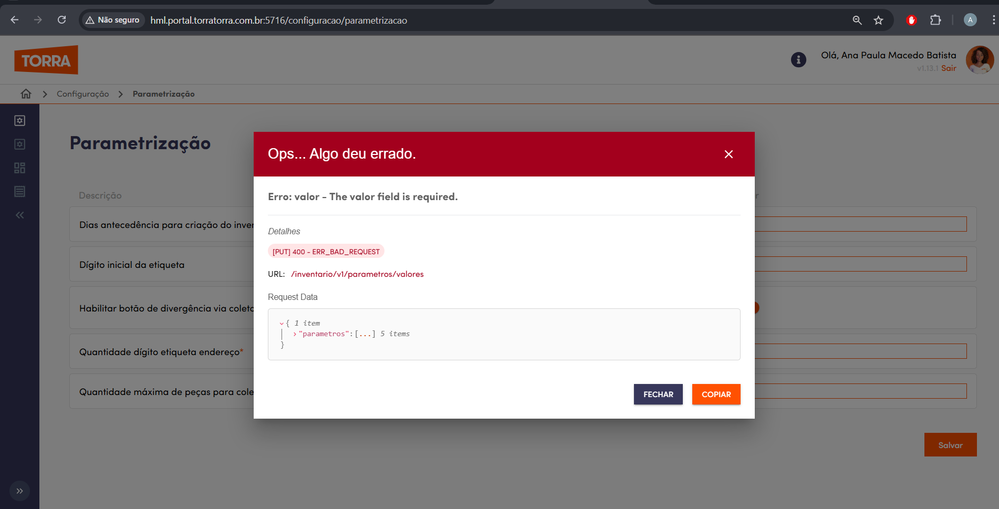 Não seguro
hml.portal.torratorra.com.br:5716/configuracao/parametrizacao
A
TORRA
Olá, Ana Paula Macedo Batista
v1.13.1 Sair
Configuração
Parametrização
Parametrização
Ops... Algo deu errado.
Erro: valor - The valor field is required.
Descrição
r
Dias antecedência para criação do inver
Detalhes
[PUT] 400 - ERR_BAD_REQUEST
Dígito inicial da etiqueta
URL: /inventario/v1/parametros/valores
Request Data
Habilitar botão de divergência via coleto
{ 1 item
"parametros":[...] 5 items
}
Quantidade dígito etiqueta endereço*
Quantidade máxima de peças para cole
FECHAR
COPIAR
Salvar